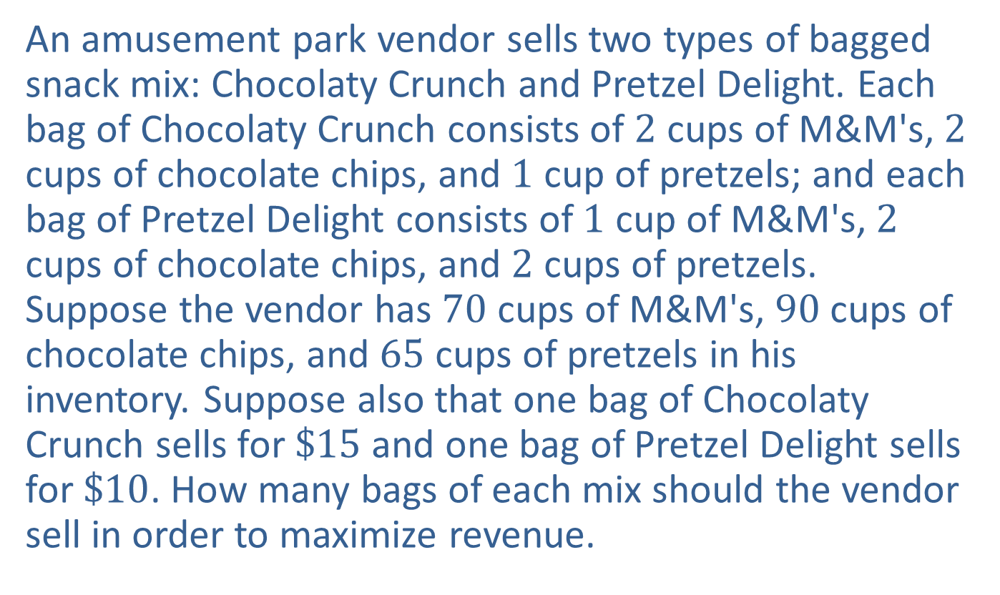 An amusement park vendor sells two types of bagged
snack mix: Chocolaty Crunch and Pretzel Delight. Each
bag of Chocolaty Crunch consists of 2 cups of M&M's, 2
cups of chocolate chips, and 1 cup of pretzels; and each
bag of Pretzel Delight consists of 1 cup of M&M's, 2
cups of chocolate chips, and 2 cups of pretzels.
Suppose the vendor has 70 cups of M&M's, 90 cups of
chocolate chips, and 65 cups of pretzels in his
inventory. Suppose also that one bag of Chocolaty
Crunch sells for $15 and one bag of Pretzel Delight sells
for $10. How many bags of each mix should the vendor
sell in order to maximize revenue.